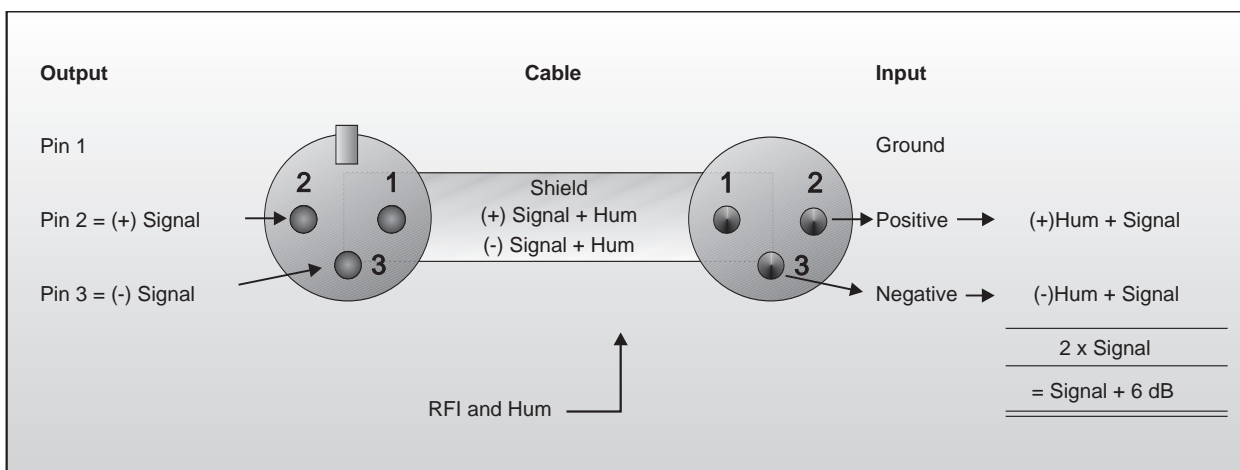 Output Cable Input
Pin 1 Ground
2 1 Shield 1 2
(+) Signal + Hum
Pin 2 = (+) Signal Positive (+)Hum + Signal
(-) Signal + Hum
3 3
Pin 3 = (-) Signal Negative (-)Hum + Signal
2 x Signal
= Signal + 6 dB
RFI and Hum